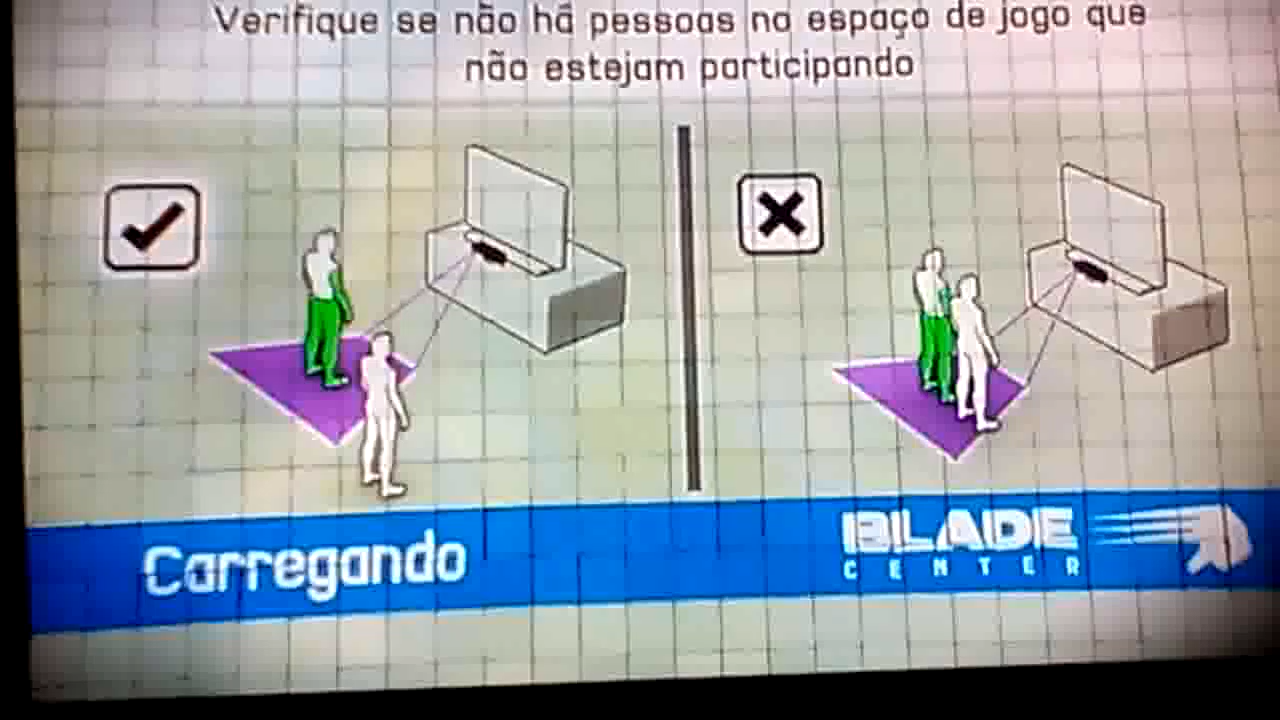 Verifique se não há pessoas no espaço de jogo que
não estejam participando
Carregando
BLADE
CENTER